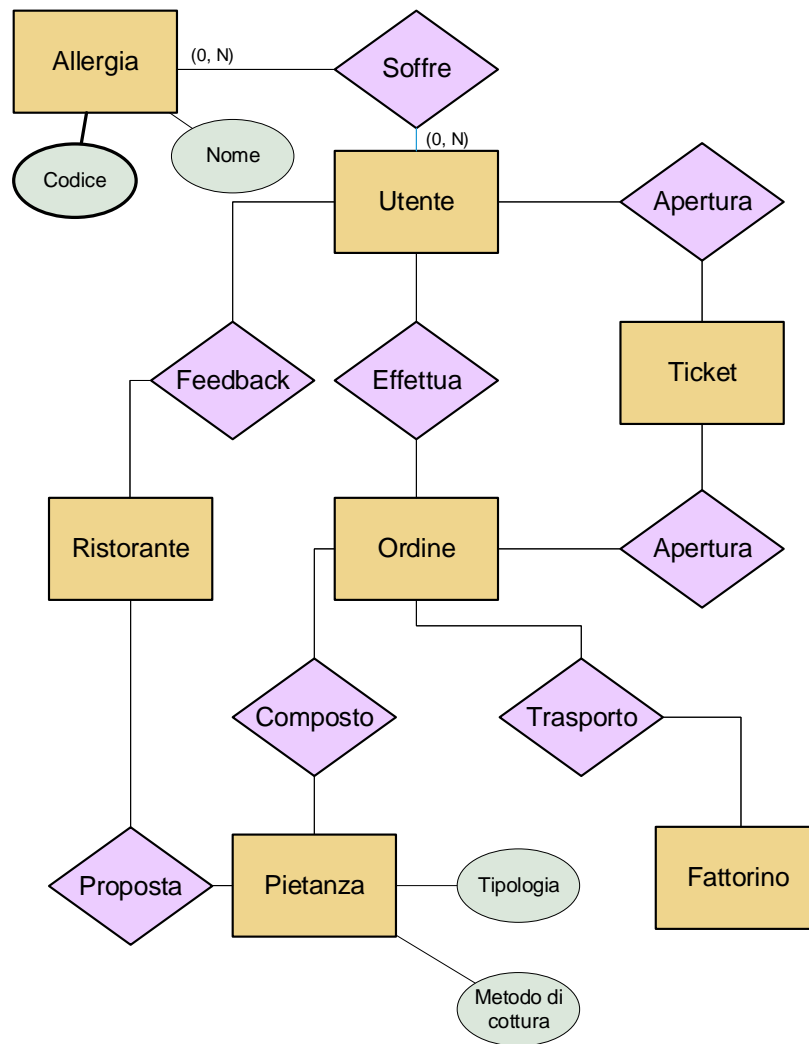 Allergia
(0, N)
Soffre
Codice
Nome
(0, N)
Utente
Apertura
Feedback
Effettua
Ticket
Ristorante
Ordine
Apertura
Composto
Trasporto
Proposta
Pietanza
Tipologia
Fattorino
Metodo di
cottura